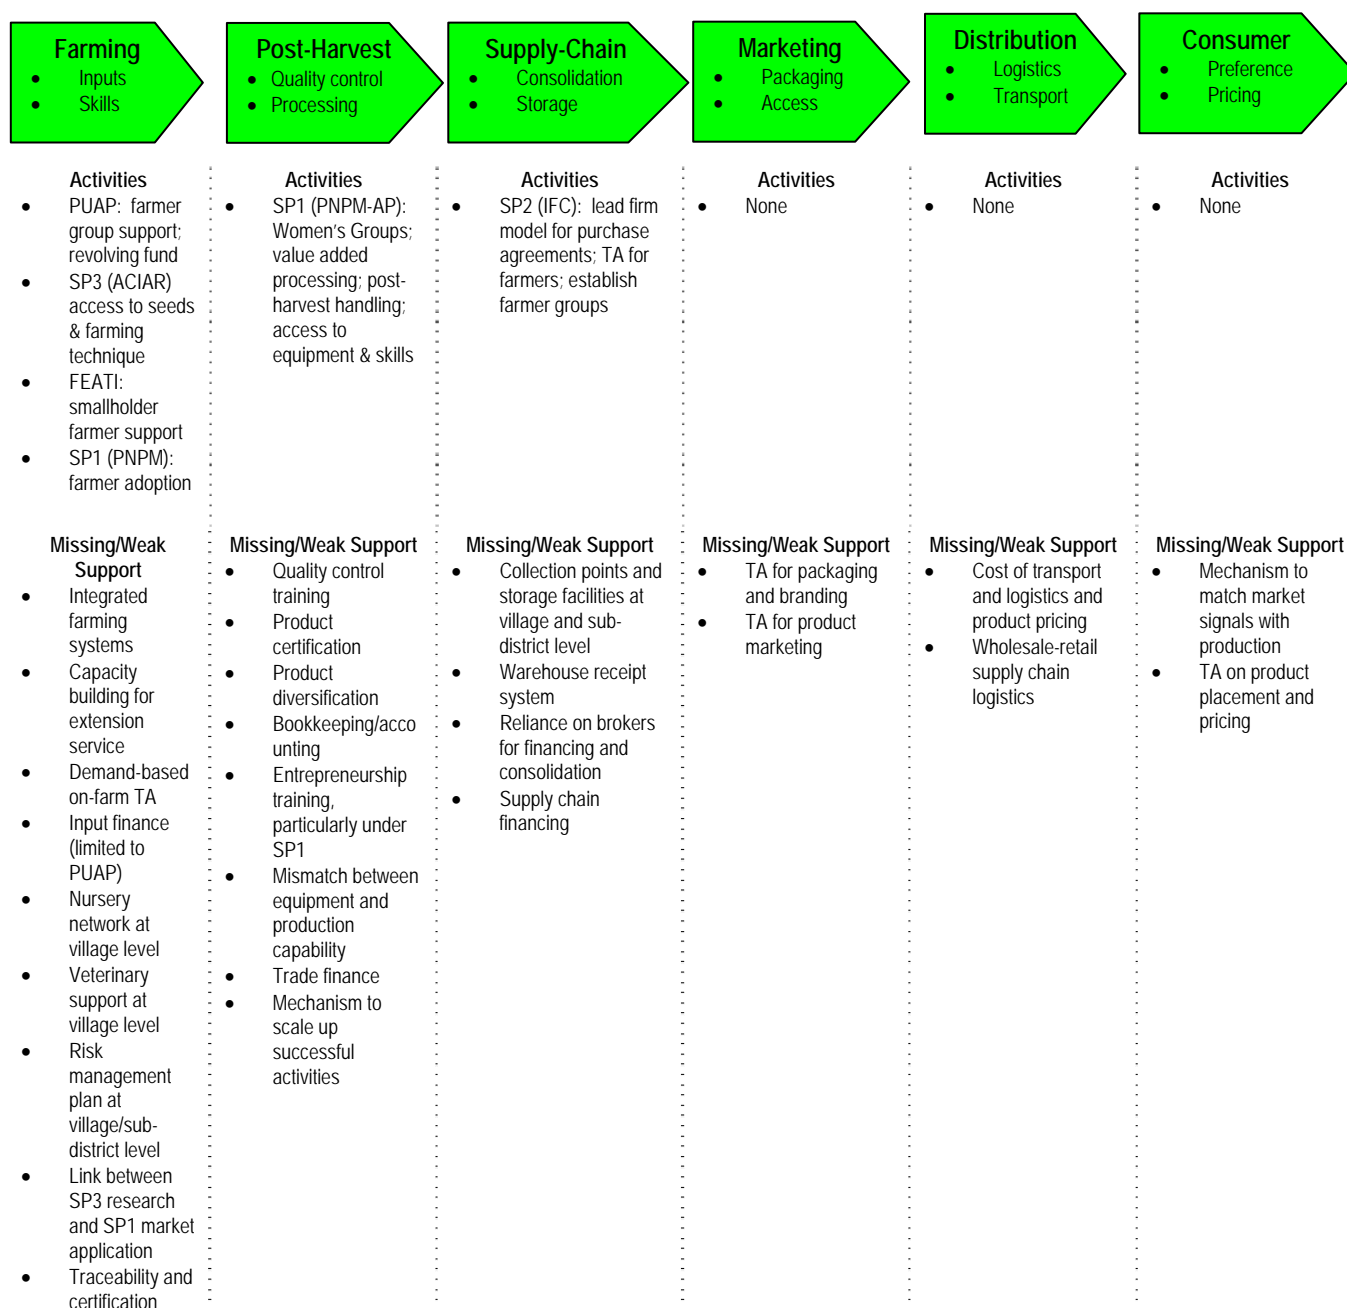 Farming
• Inputs
• Skills
Post-Harvest
• Quality control
• Processing
Supply-Chain
• Consolidation
• Storage
Marketing
• Packaging
• Access
Distribution
• Logistics
• Transport
Consumer
• Preference
• Pricing
Activities
• PUAP: farmer
group support;
revolving fund
• SP3 (ACIAR)
access to seeds
& farming
technique
• FEATI:
smallholder
farmer support
• SP1 (PNPM):
farmer adoption
Activities
• SP1 (PNPM-AP):
Women's Groups;
value added
processing; post-
harvest handling;
access to
equipment & skills
Activities
• SP2 (IFC): lead firm
model for purchase
agreements; TA for
farmers; establish
farmer groups
Activities
• None
Activities
• None
Activities
• None
Missing/Weak
Support
• Integrated
farming
systems
• Capacity
building for
extension
service
• Demand-based
on-farm TA
• Input finance
(limited to
PUAP)
• Nursery
network at
village level
• Veterinary
support at
village level
• Risk
management
plan at
village/sub-
district level
• Link between
SP3 research
and SP1 market
application
• Traceability and
certification
Missing/Weak Support
• Quality control
training
• Product
certification
• Product
diversification
• Bookkeeping/acco
unting
• Entrepreneurship
training,
particularly under
SP1
• Mismatch between
equipment and
production
capability
• Trade finance
• Mechanism to
scale up
successful
activities
Missing/Weak Support
• Collection points and
storage facilities at
village and sub-
district level
• Warehouse receipt
system
• Reliance on brokers
for financing and
consolidation
• Supply chain
financing
Missing/Weak Support
• TA for packaging
and branding
• TA for product
marketing
Missing/Weak Support
• Cost of transport
and logistics and
product pricing
• Wholesale-retail
supply chain
logistics
Missing/Weak Support
• Mechanism to
match market
signals with
production
• TA on product
placement and
pricing